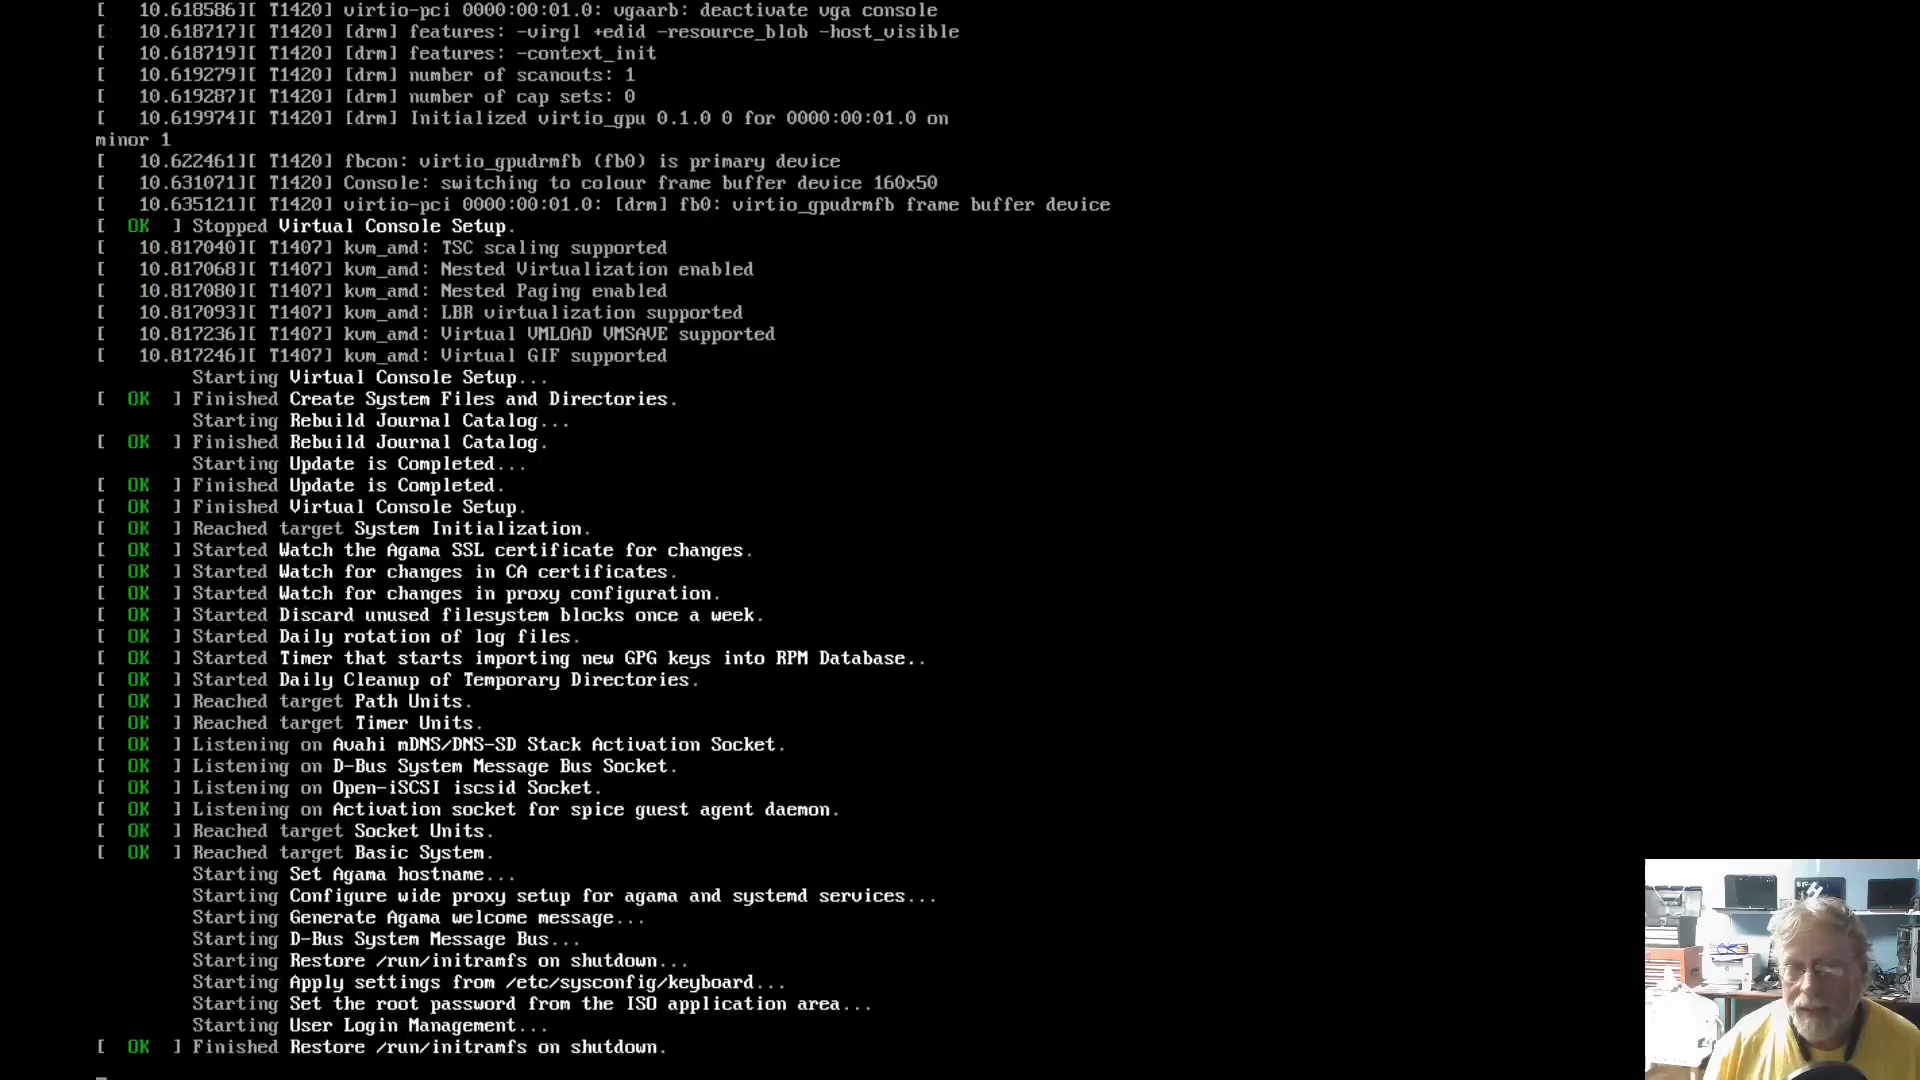 [   10.618586][ T1420] virtio-pci 0000:00:01.0: vgaarb: deactivate vga console
[   10.618717][ T1420] [drm] features: -virgl +edid -resource_blob -host_visible
[   10.618719][ T1420] [drm] features: -context_init
[   10.619279][ T1420] [drm] number of scanouts: 1
[   10.619287][ T1420] [drm] number of cap sets: 0
[   10.619974][ T1420] [drm] Initialized virtio_gpu 0.1.0 0 for 0000:00:01.0 on
minor 1
[   10.622461][ T1420] fbcon: virtio_gpudrmfb (fb0) is primary device
[   10.631071][ T1420] Console: switching to colour frame buffer device 160x50
[   10.635121][ T1420] virtio-pci 0000:00:01.0: [drm] fb0: virtio_gpudrmfb frame buffer device
[  OK  ] Stopped Virtual Console Setup.
[   10.817040][ T1407] kvm_amd: TSC scaling supported
[   10.817068][ T1407] kvm_amd: Nested Virtualization enabled
[   10.817080][ T1407] kvm_amd: Nested Paging enabled
[   10.817093][ T1407] kvm_amd: LBR virtualization supported
[   10.817236][ T1407] kvm_amd: Virtual VMLOAD VMSAVE supported
[   10.817246][ T1407] kvm_amd: Virtual GIF supported
Starting Virtual Console Setup...
[  OK  ] Finished Create System Files and Directories.
Starting Rebuild Journal Catalog...
[  OK  ] Finished Rebuild Journal Catalog.
Starting Update is Completed...
[  OK  ] Finished Update is Completed.
[  OK  ] Finished Virtual Console Setup.
[  OK  ] Reached target System Initialization.
[  OK  ] Started Watch the Agama SSL certificate for changes.
[  OK  ] Started Watch for changes in CA certificates.
[  OK  ] Started Watch for changes in proxy configuration.
[  OK  ] Started Discard unused filesystem blocks once a week.
[  OK  ] Started Daily rotation of log files.
[  OK  ] Started Timer that starts importing new GPG keys into RPM Database..
[  OK  ] Started Daily Cleanup of Temporary Directories.
[  OK  ] Reached target Path Units.
[  OK  ] Reached target Timer Units.
[  OK  ] Listening on Avahi mDNS/DNS-SD Stack Activation Socket.
[  OK  ] Listening on D-Bus System Message Bus Socket.
[  OK  ] Listening on Open-iSCSI iscsid Socket.
[  OK  ] Listening on Activation socket for spice guest agent daemon.
[  OK  ] Reached target Socket Units.
[  OK  ] Reached target Basic System.
Starting Set Agama hostname...
Starting Configure wide proxy setup for agama and systemd services...
Starting Generate Agama welcome message...
Starting D-Bus System Message Bus...
Starting Restore /run/initramfs on shutdown...
Starting Apply settings from /etc/sysconfig/keyboard...
Starting Set the root password from the ISO application area...
Starting User Login Management...
[  OK  ] Finished Restore /run/initramfs on shutdown.